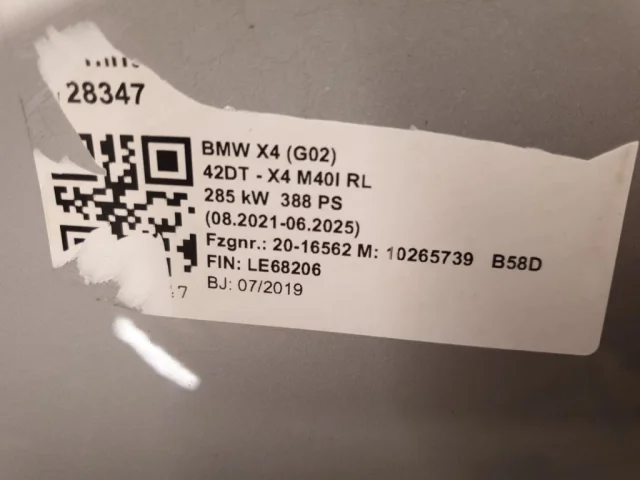 28347
BMW X4 (G02)
42DT - X4 M40I RL
285 kW 388 PS
(08.2021-06.2025)
Fzgnr.: 20-16562 M: 10265739 B58D
FIN: LE68206
BJ: 07/2019
:7